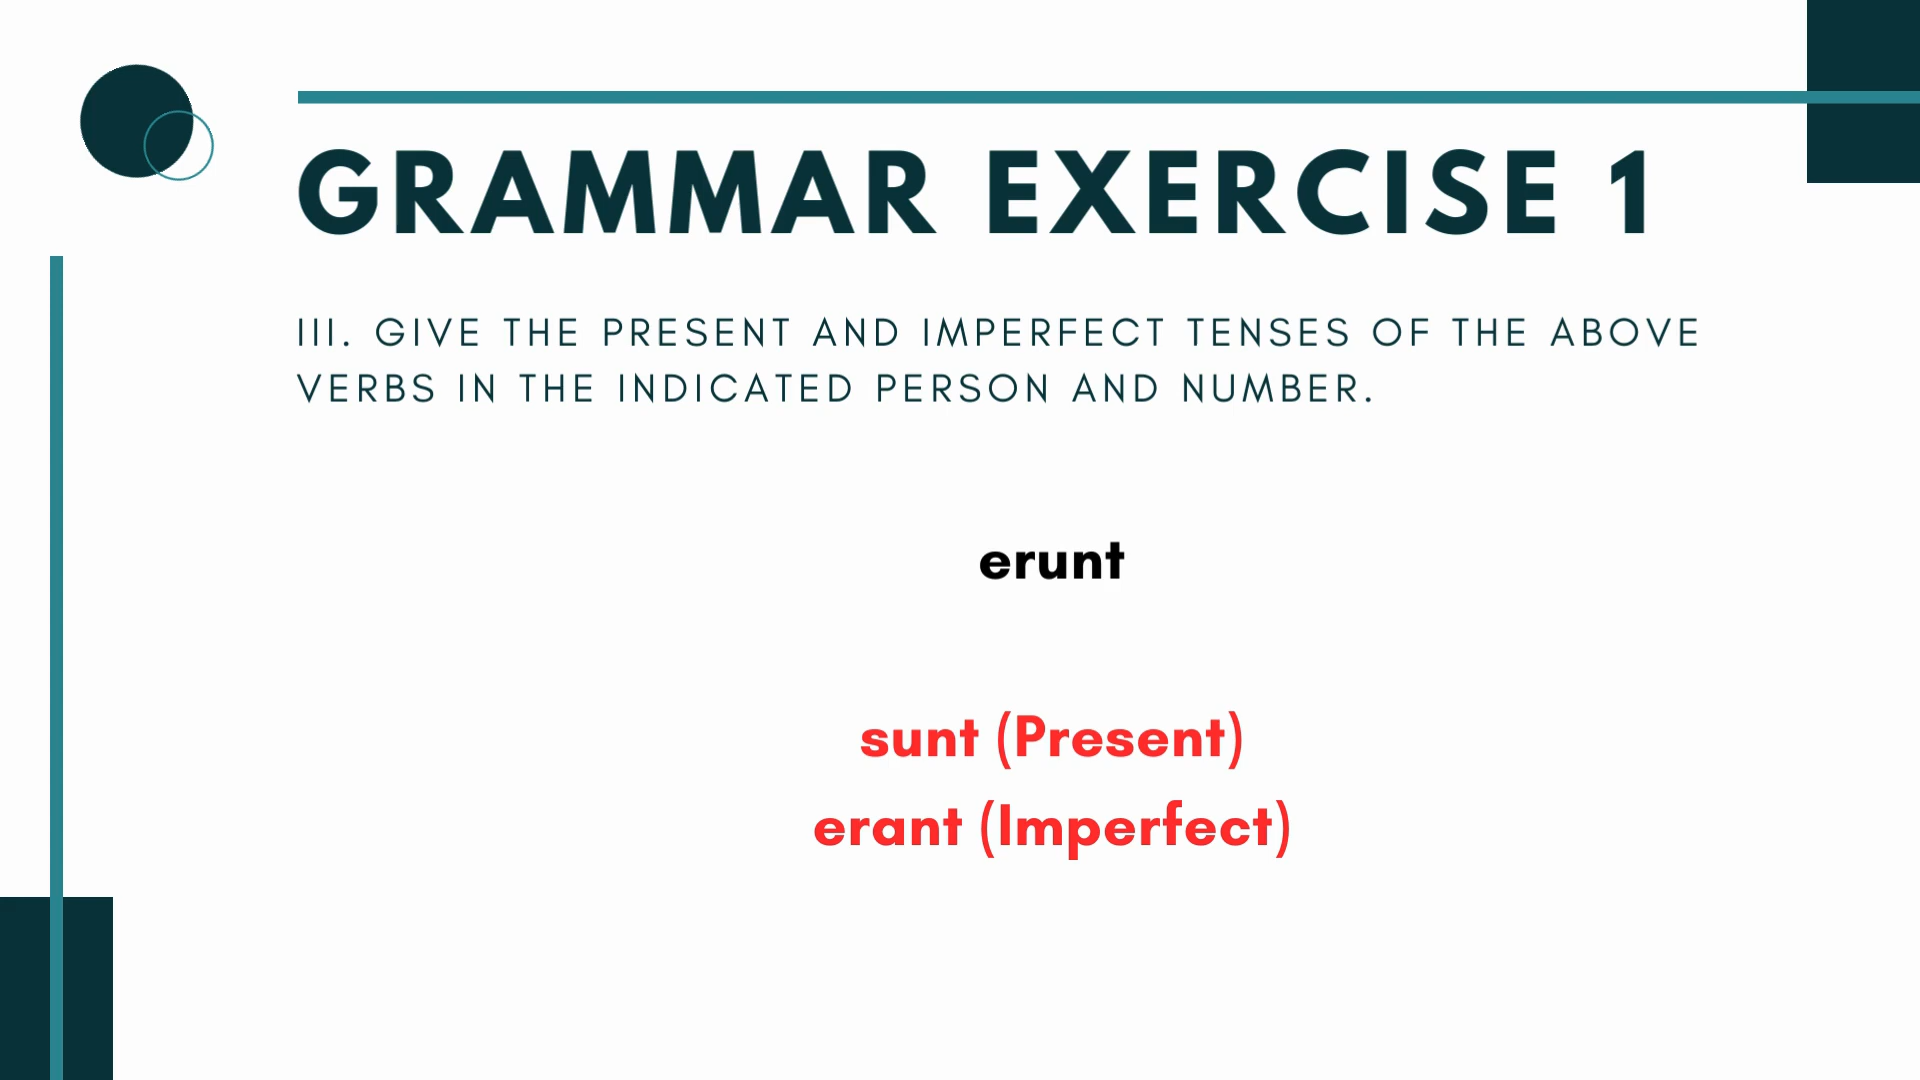 GRAMMAR EXERCISE 1
III. GIVE THE PRESENT AND IMPERFECT TENSES OF THE ABOVE
VERBS IN THE INDICATED PERSON AND NUMBER.
erunt
sunt (Present)
erant (Imperfect)